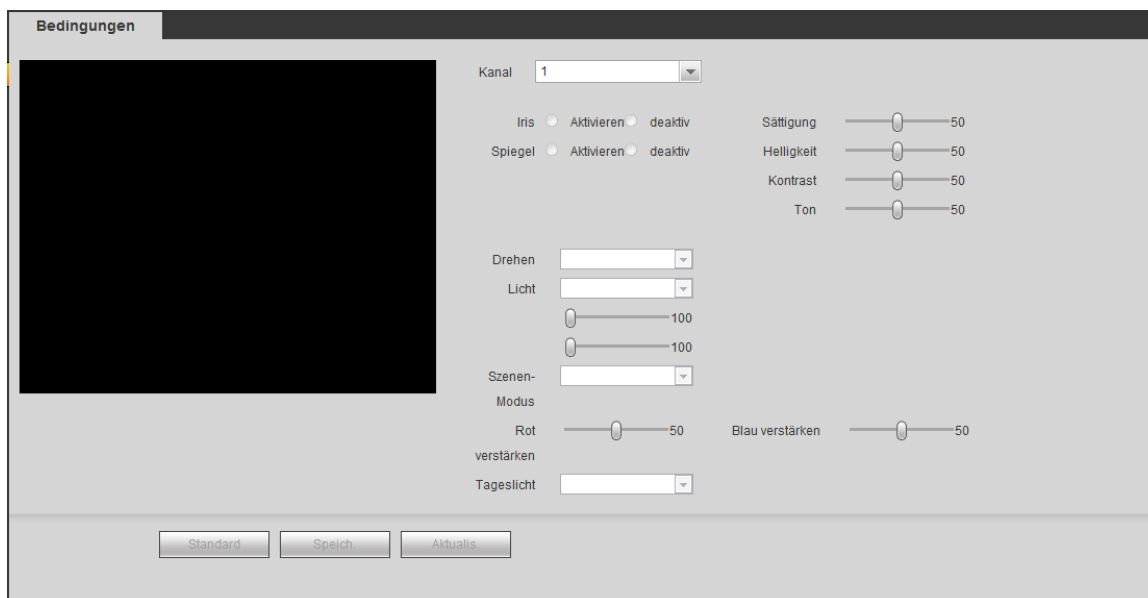 Bedingungen
Kanal 1
Iris Aktivieren deaktiv Sättigung 50
Spiegel Aktivieren deaktiv Helligkeit 50
Kontrast 50
Ton 50
Drehen
Licht
100
100
Szenen-
Modus
Rot 50 Blau verstärken 50
verstärken
Tageslicht
Standard Speich. Aktualis.